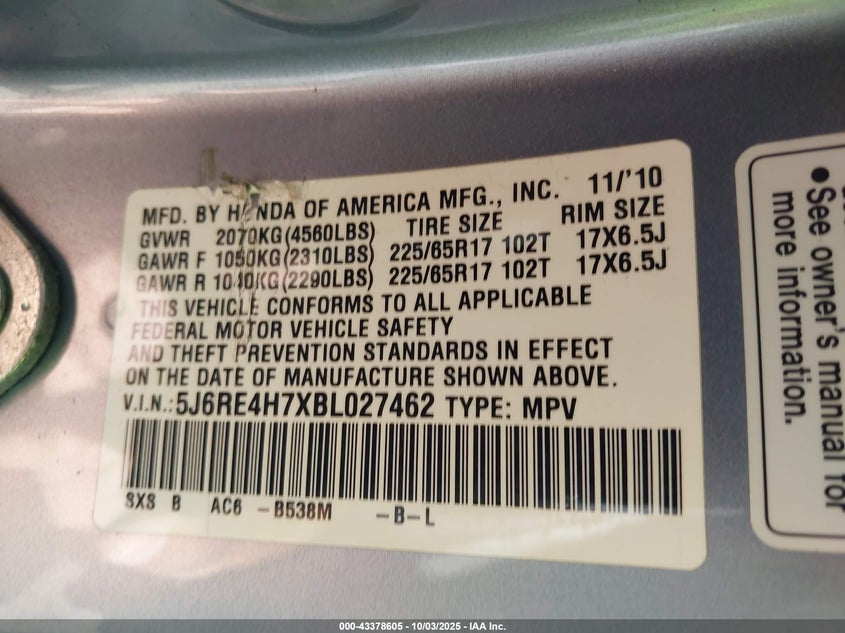 MFD. BY HONDA OF AMERICA MFG., INC. 11/'10
GVWR 2070KG(4560LBS) TIRE SIZE RIM SIZE
GAWR F 1050KG(2310LBS) 225/65R17 102T 17X6.5J
GAWR R 1040KG(2290LBS) 225/65R17 102T 17X6.5J
THIS VEHICLE CONFORMS TO ALL APPLICABLE
FEDERAL MOTOR VEHICLE SAFETY
AND THEFT PREVENTION STANDARDS IN EFFECT
ON THE DATE OF MANUFACTURE SHOWN ABOVE.
V.I.N.:5J6RE4H7XBL027462 TYPE: MPV
SXS B AC6 -B538M -B-L
•See owner's manual for
more information.
000-43378605 - 10/03/2025 - IAA Inc.